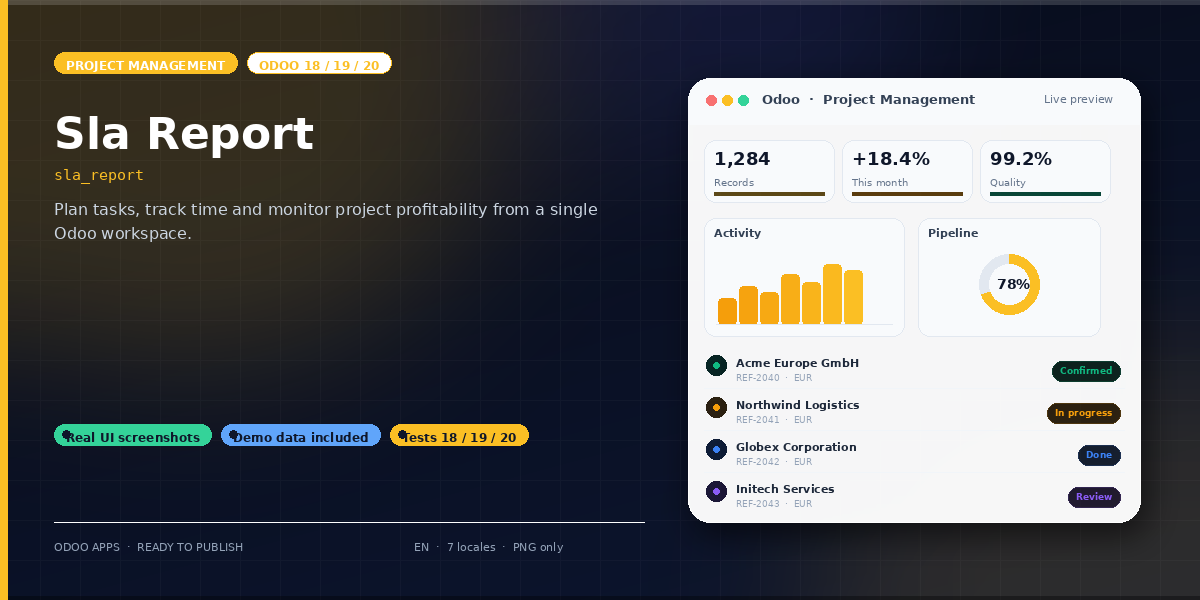 PROJECT MANAGEMENT
ODOO 18 / 19 / 20
Sla Report
sla_report
Plan tasks, track time and monitor project profitability from a single
Odoo workspace.
Real UI screenshots
Demo data included
Tests 18 / 19 / 20
ODOO APPS · READY TO PUBLISH
EN · 7 locales · PNG only
Odoo · Project Management
Live preview
1,284
Records
+18.4%
This month
99.2%
Quality
Activity
Pipeline
78%
Acme Europe GmbH
REF-2040 · EUR
Confirmed
Northwind Logistics
REF-2041 · EUR
In progress
Globex Corporation
REF-2042 · EUR
Done
Initech Services
REF-2043 · EUR
Review